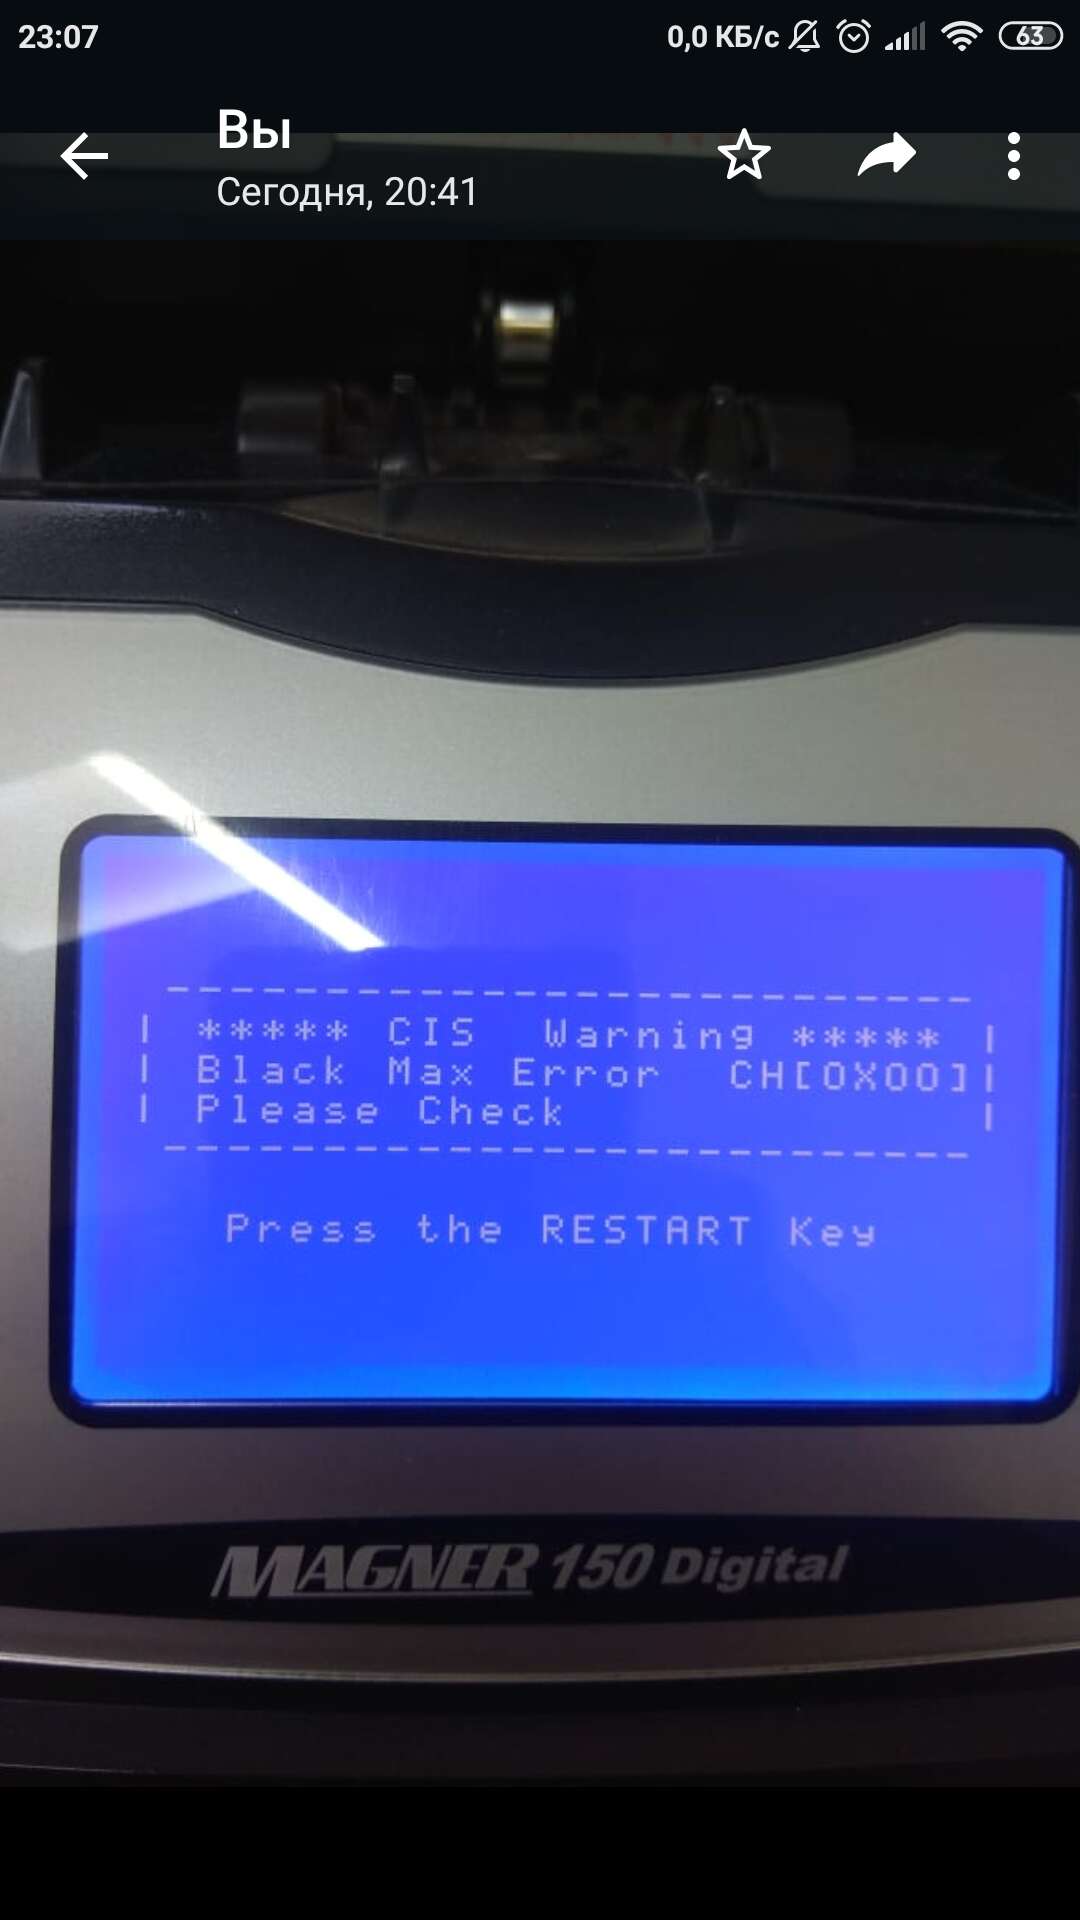 23:07
0,0 КБ/с
63
Вы
Сегодня, 20:41
***** CIS Warning *****
Black Max Error CH[0X00]
Please Check
Press the RESTART Key
MAGNER 150 Digital